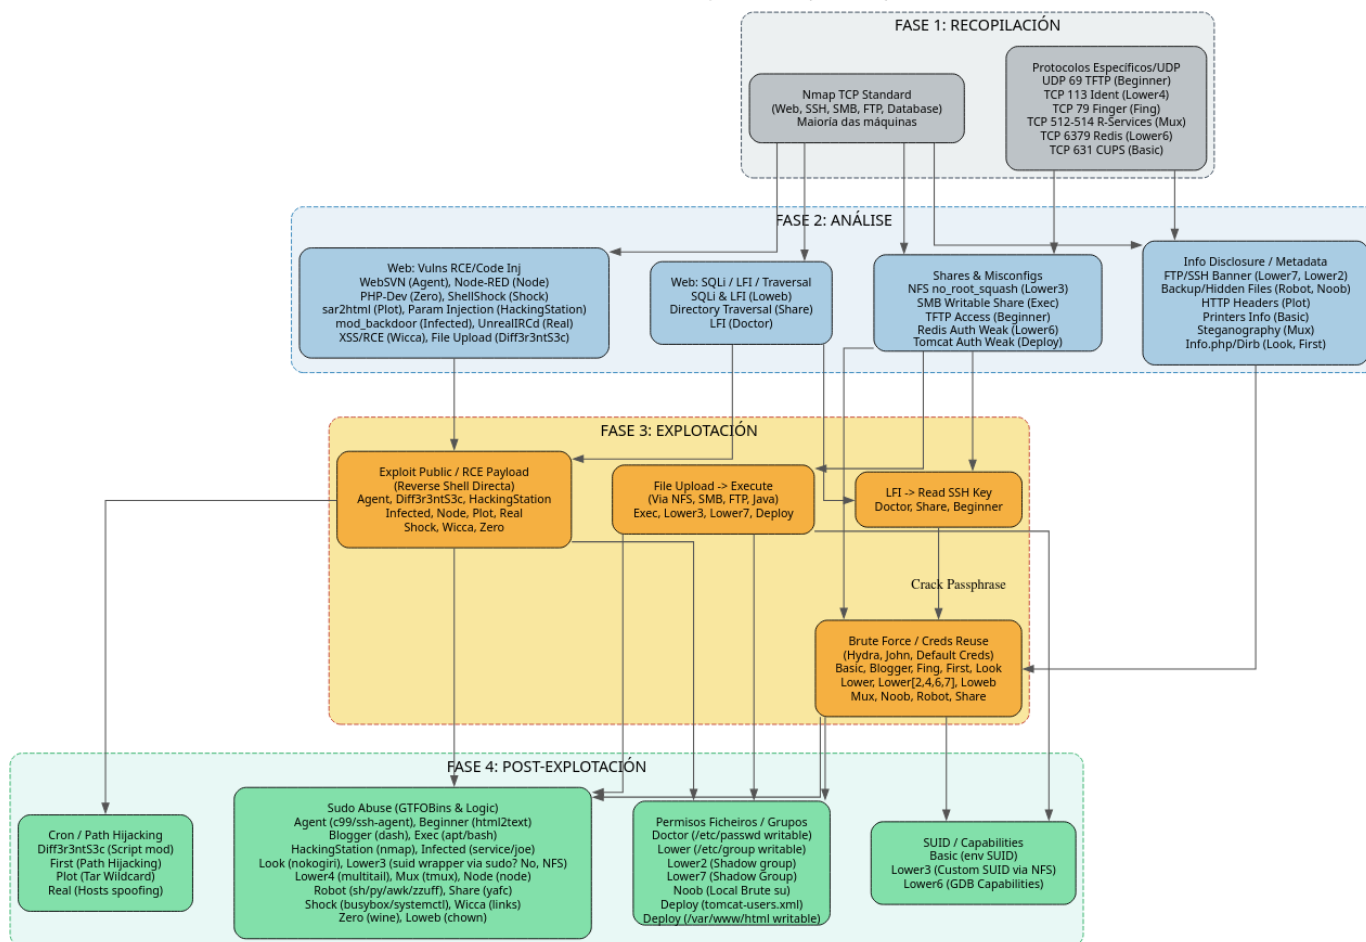 FASE 1: RECOPILACIÓN
Nmap TCP Standard
(Web, SSH, SMB, FTP, Database)
Maioría das máquinas
Protocolos Específicos/UDP
UDP 69 TFTP (Beginner)
TCP 113 Ident (Lower4)
TCP 79 Finger (Fing)
TCP 512-514 R-Services (Mux)
TCP 6379 Redis (Lower6)
TCP 631 CUPS (Basic)
FASE 2: ANÁLISE
Web: Vulns RCE/Code Inj
WebSVN (Agent), Node-RED (Node)
PHP-Dev (Zero), ShellShock (Shock)
sar2html (Plot), Param Injection (HackingStation)
mod_backdoor (Infected), UnrealIRCd (Real)
XSS/RCE (Wicca), File Upload (Diff3r3ntS3c)
Web: SQLi / LFI / Traversal
SQLi & LFI (Loweb)
Directory Traversal (Share)
LFI (Doctor)
Shares & Misconfigs
NFS no_root_squash (Lower3)
SMB Writable Share (Exec)
TFTP Access (Beginner)
Redis Auth Weak (Lower6)
Tomcat Auth Weak (Deploy)
Info Disclosure / Metadata
FTP/SSH Banner (Lower7, Lower2)
Backup/Hidden Files (Robot, Noob)
HTTP Headers (Plot)
Printers Info (Basic)
Steganography (Mux)
Info.php/Dirb (Look, First)
FASE 3: EXPLOTACIÓN
Exploit Public / RCE Payload
(Reverse Shell Directa)
Agent, Diff3r3ntS3c, HackingStation
Infected, Node, Plot, Real
Shock, Wicca, Zero
File Upload -> Execute
(Via NFS, SMB, FTP, Java)
Exec, Lower3, Lower7, Deploy
LFI -> Read SSH Key
Doctor, Share, Beginner
Crack Passphrase
Brute Force / Creds Reuse
(Hydra, John, Default Creds)
Basic, Blogger, Fing, First, Look
Lower, Lower[2,4,6,7], Loweb
Mux, Noob, Robot, Share
FASE 4: POST-EXPLOTACIÓN
Cron / Path Hijacking
Diff3r3ntS3c (Script mod)
First (Path Hijacking)
Plot (Tar Wildcard)
Real (Hosts spoofing)
Sudo Abuse (GTFOBins & Logic)
Agent (c99/ssh-agent), Beginner (html2text)
Blogger (dash), Exec (apt/bash)
HackingStation (nmap), Infected (service/joe)
Look (nokogiri), Lower3 (suid wrapper via sudo? No, NFS)
Lower4 (multitail), Mux (tmux), Node (node)
Robot (sh/py/awk/zzuff), Share (yafc)
Shock (busybox/systemctl), Wicca (links)
Zero (wine), Loweb (chown)
Permisos Ficheiros / Grupos
Doctor (/etc/passwd writable)
Lower (/etc/group writable)
Lower2 (Shadow group)
Lower7 (Shadow Group)
Noob (Local Brute su)
Deploy (tomcat-users.xml)
Deploy (/var/www/html writable)
SUID / Capabilities
Basic (env SUID)
Lower3 (Custom SUID via NFS)
Lower6 (GDB Capabilities)